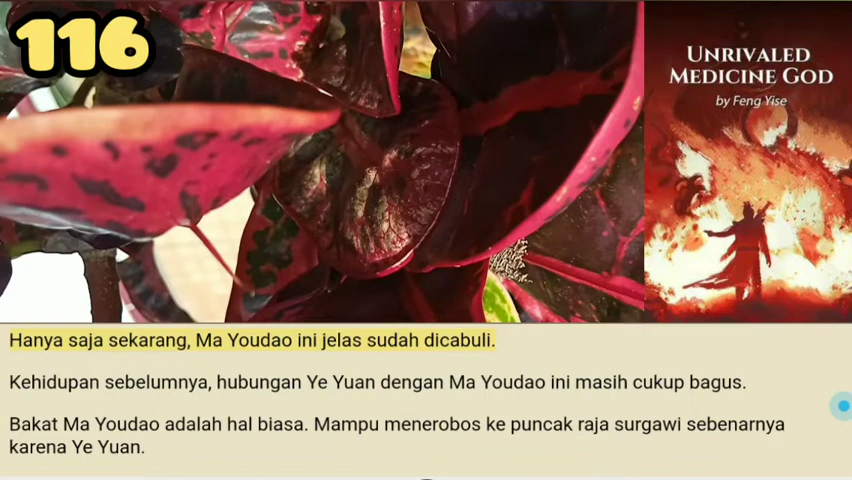 116
UNRIVALED
MEDICINE GOD
by Feng Yise
Hanya saja sekarang, Ma Youdao ini jelas sudah dicabuli.
Kehidupan sebelumnya, hubungan Ye Yuan dengan Ma Youdao ini masih cukup bagus.
Bakat Ma Youdao adalah hal biasa. Mampu menerobos ke puncak raja surgawi sebenarnya
karena Ye Yuan.